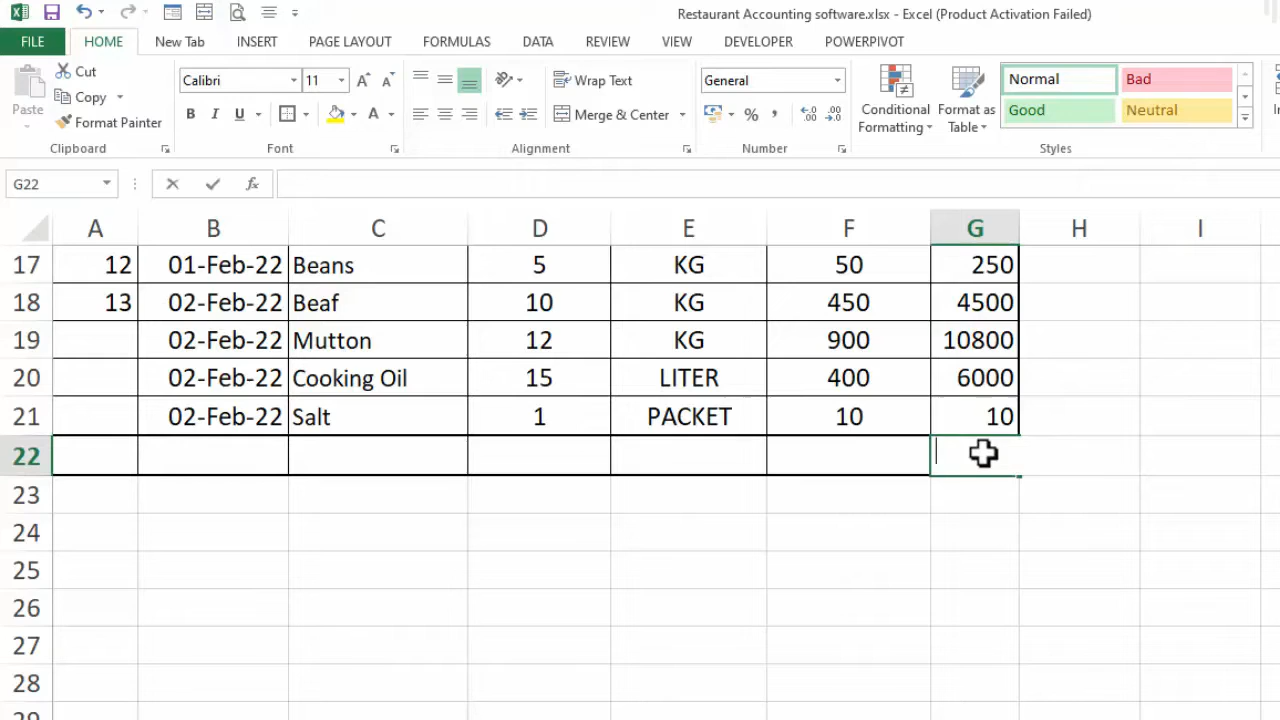 Restaurant Accounting software.xlsx - Excel (Product Activation Failed)
FILE HOME New Tab INSERT PAGE LAYOUT FORMULAS DATA REVIEW VIEW DEVELOPER POWERPIVOT
Cut
Copy
Format Painter
Paste
Clipboard
Calibri 11
B I U
Font
Wrap Text
Merge & Center
Alignment
General
%
Number
Conditional Formatting
Format as Table
Normal Bad
Good Neutral
Styles
G22 fx
A B C D E F G H I
17 12 01-Feb-22 Beans 5 KG 50 250
18 13 02-Feb-22 Beaf 10 KG 450 4500
19 02-Feb-22 Mutton 12 KG 900 10800
20 02-Feb-22 Cooking Oil 15 LITER 400 6000
21 02-Feb-22 Salt 1 PACKET 10 10
22
23
24
25
26
27
28